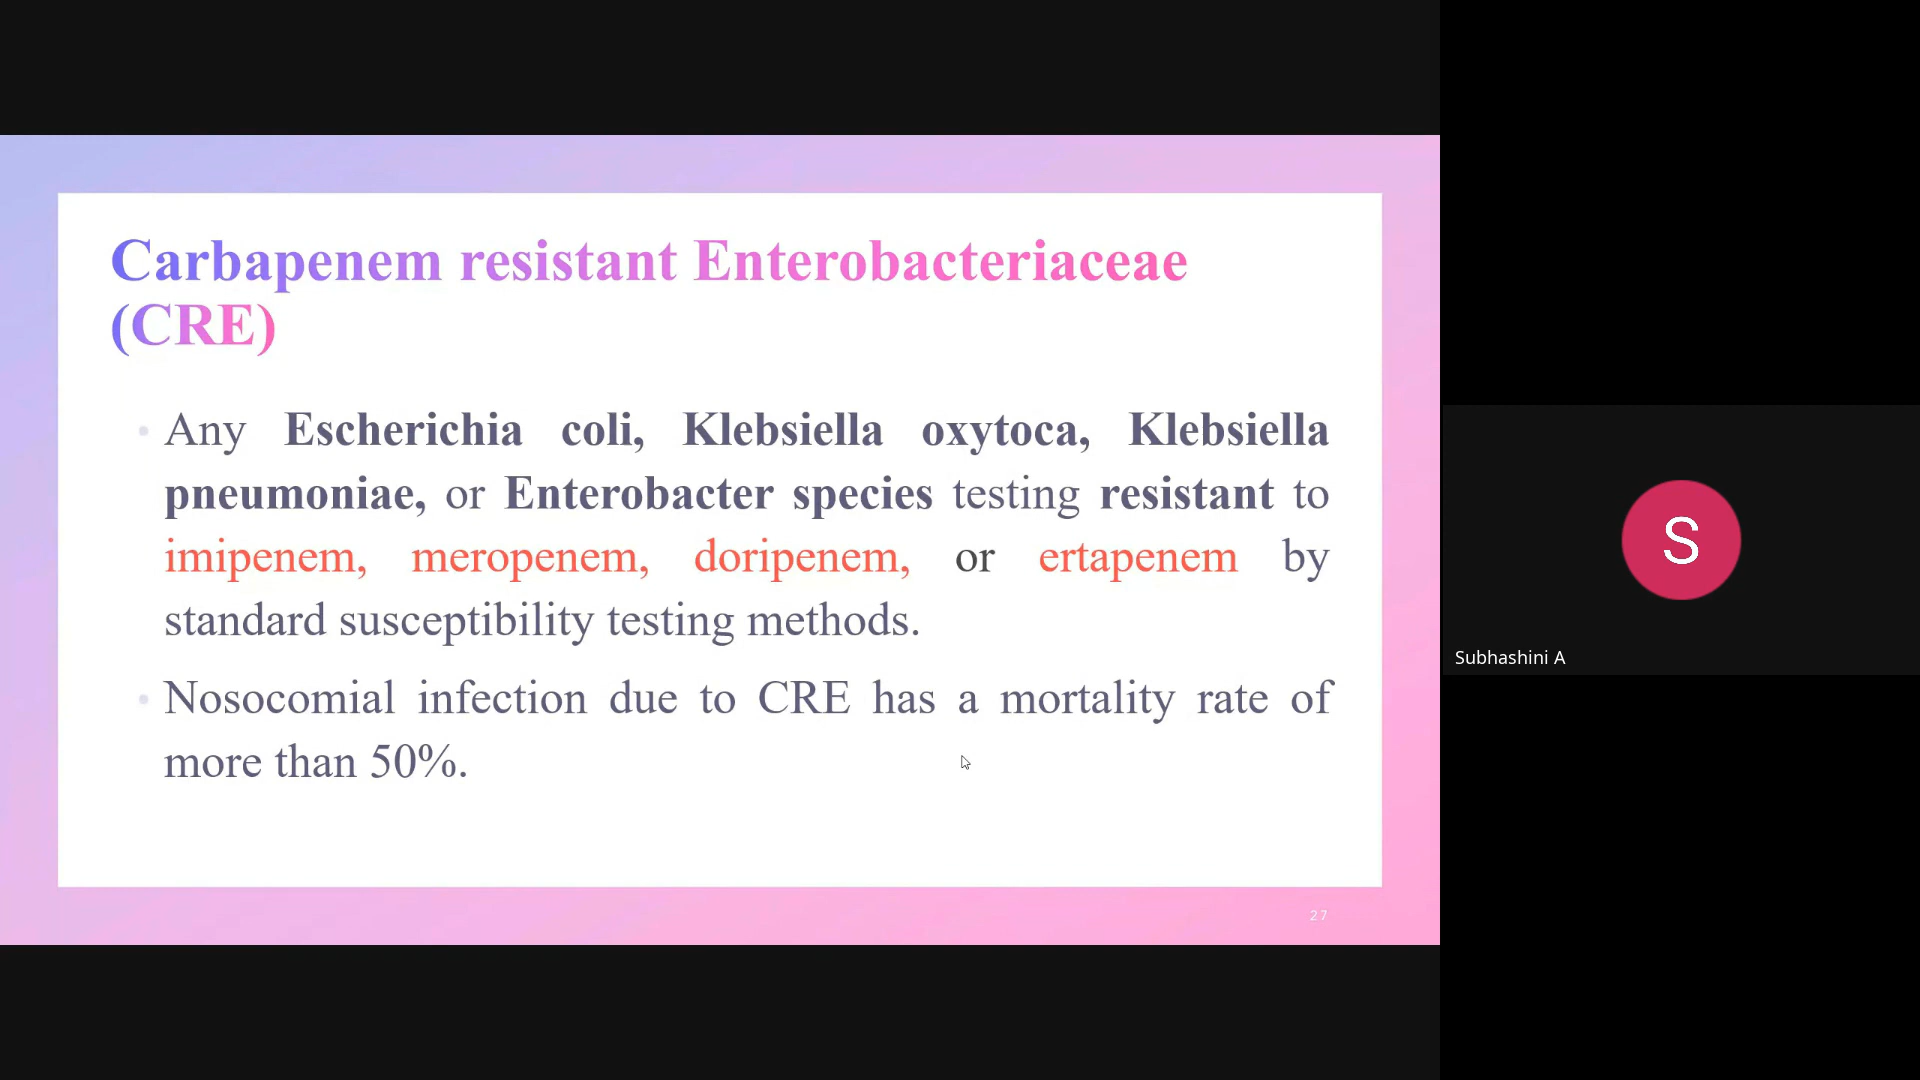 Carbapenem resistant Enterobacteriaceae
(CRE)
• Any Escherichia coli, Klebsiella oxytoca, Klebsiella
pneumoniae, or Enterobacter species testing resistant to
imipenem, meropenem, doripenem, or ertapenem by
standard susceptibility testing methods.
• Nosocomial infection due to CRE has a mortality rate of
more than 50%.
27
S
Subhashini A